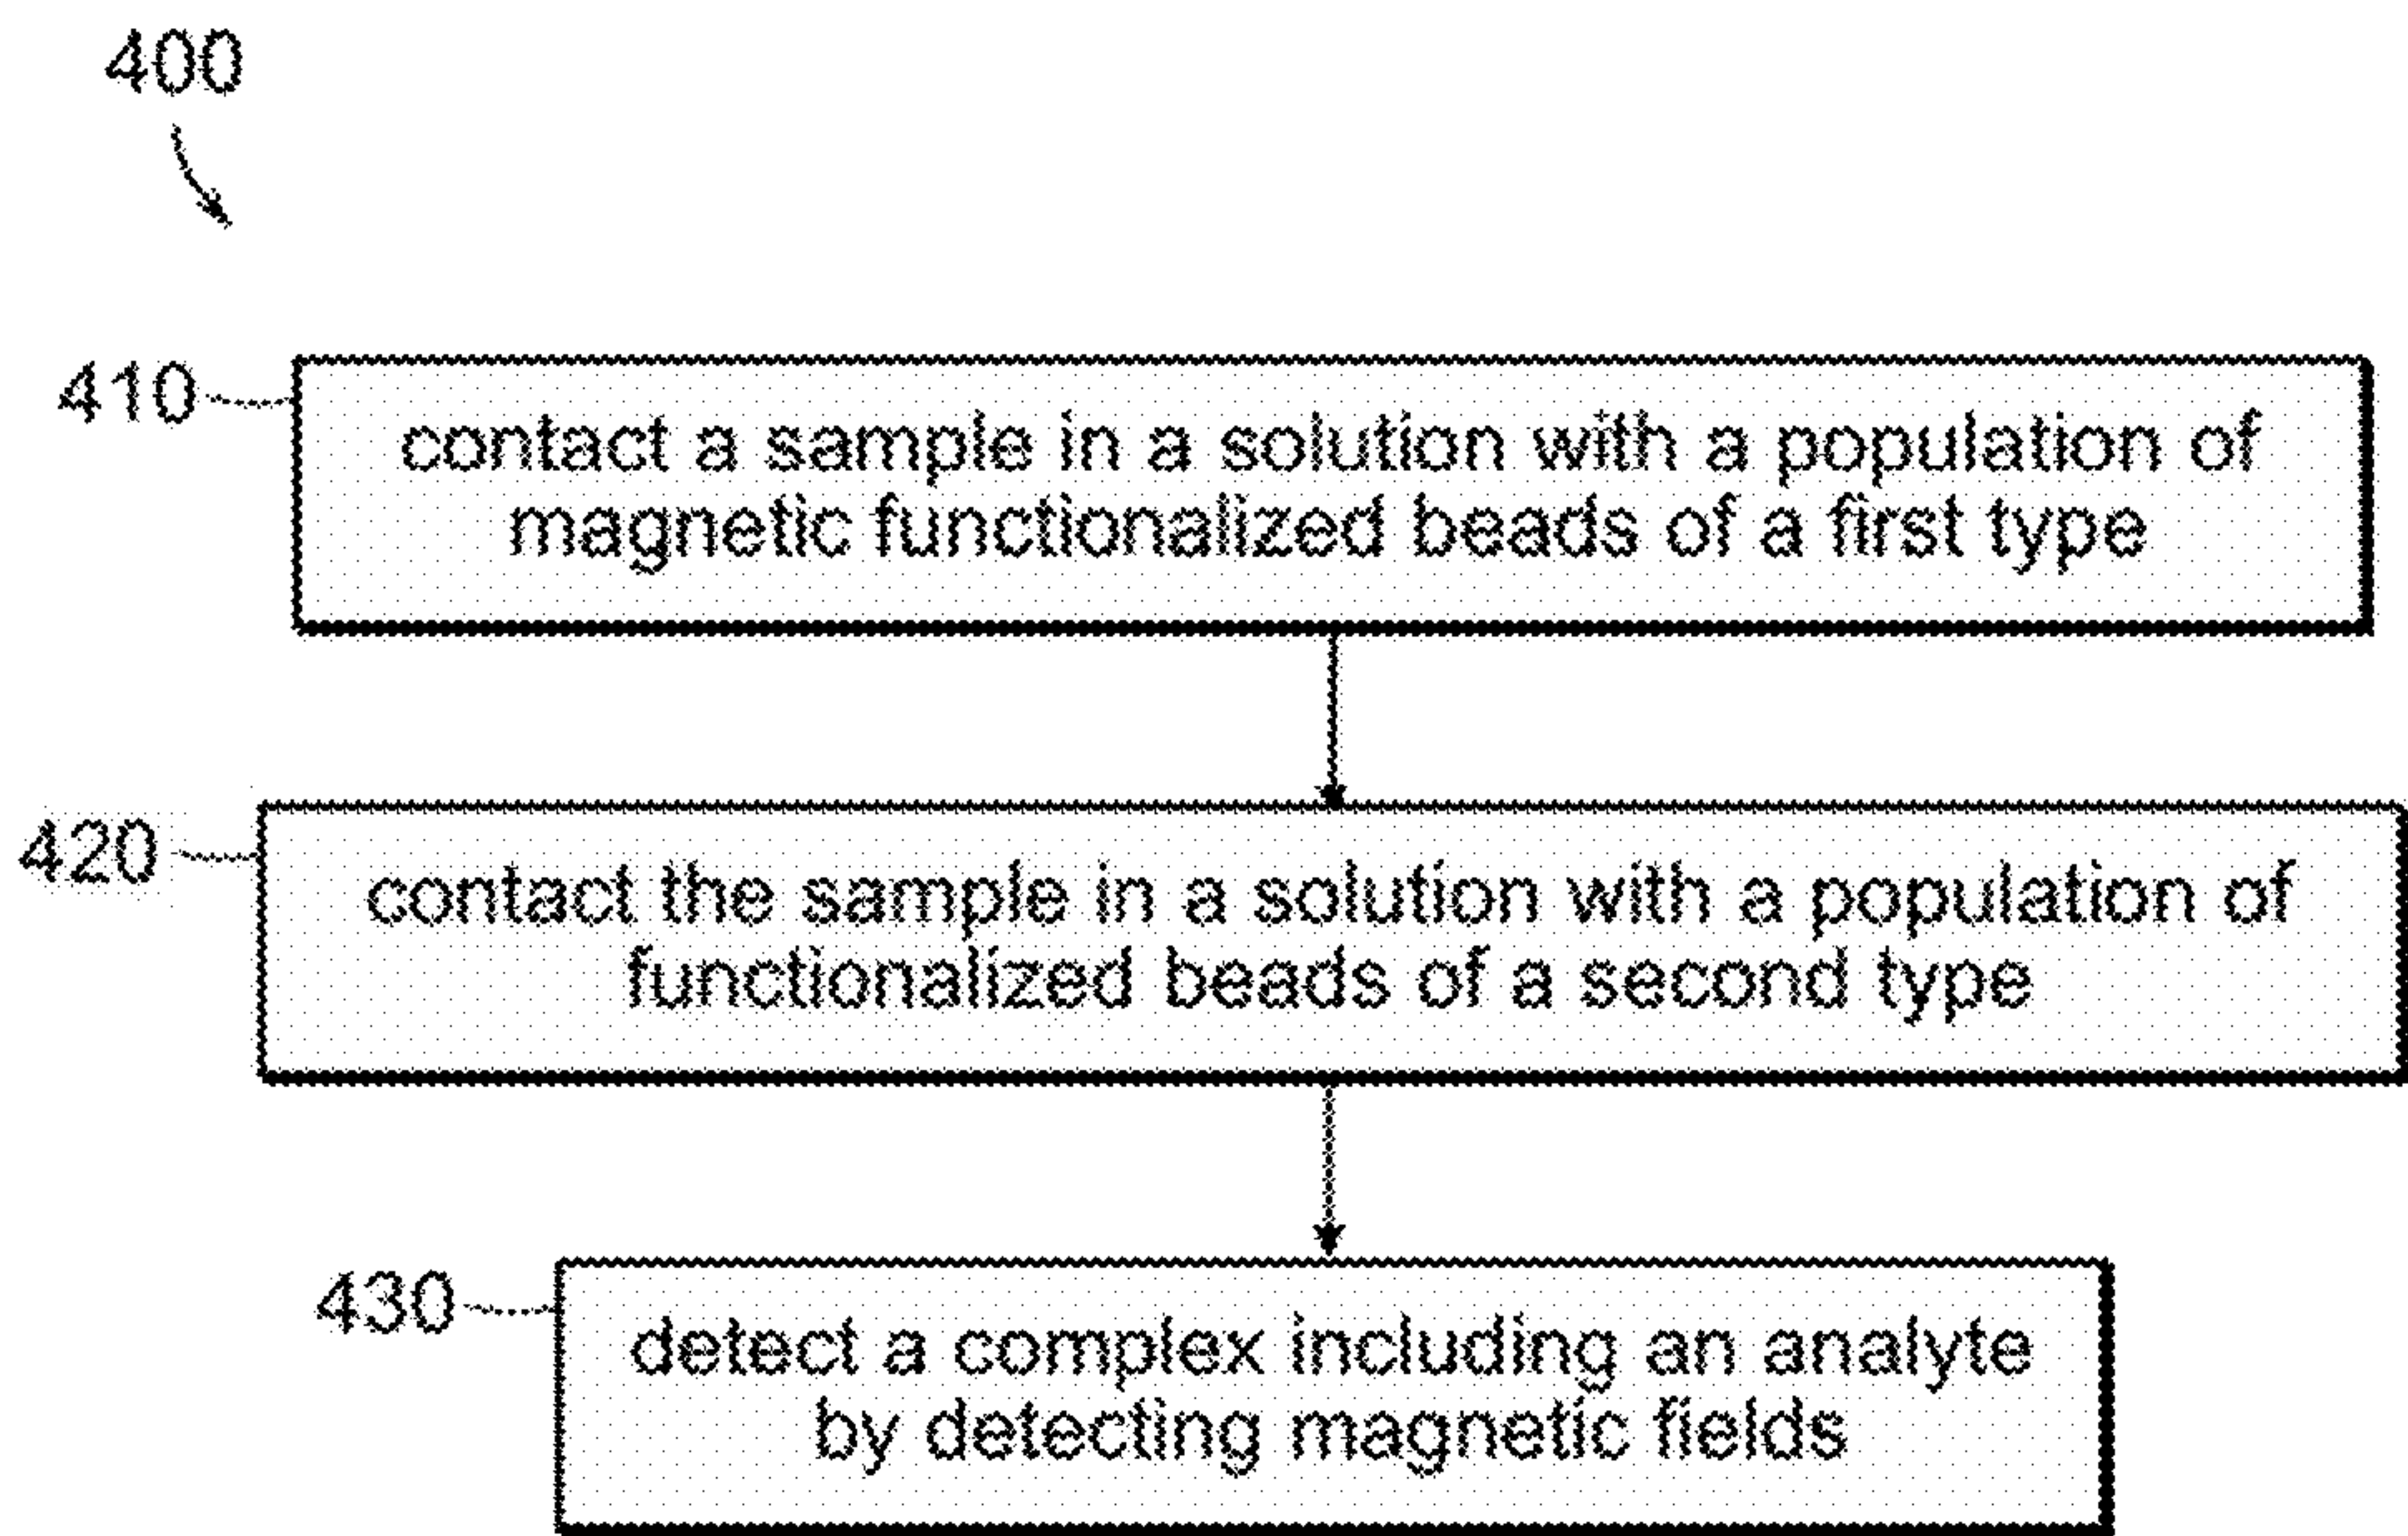 400
410
contact a sample in a solution with a population of
magnetic functionalized beads of a first type
420
contact the sample in a solution with a population of
functionalized beads of a second type
430
detect a complex including an analyte
by detecting magnetic fields